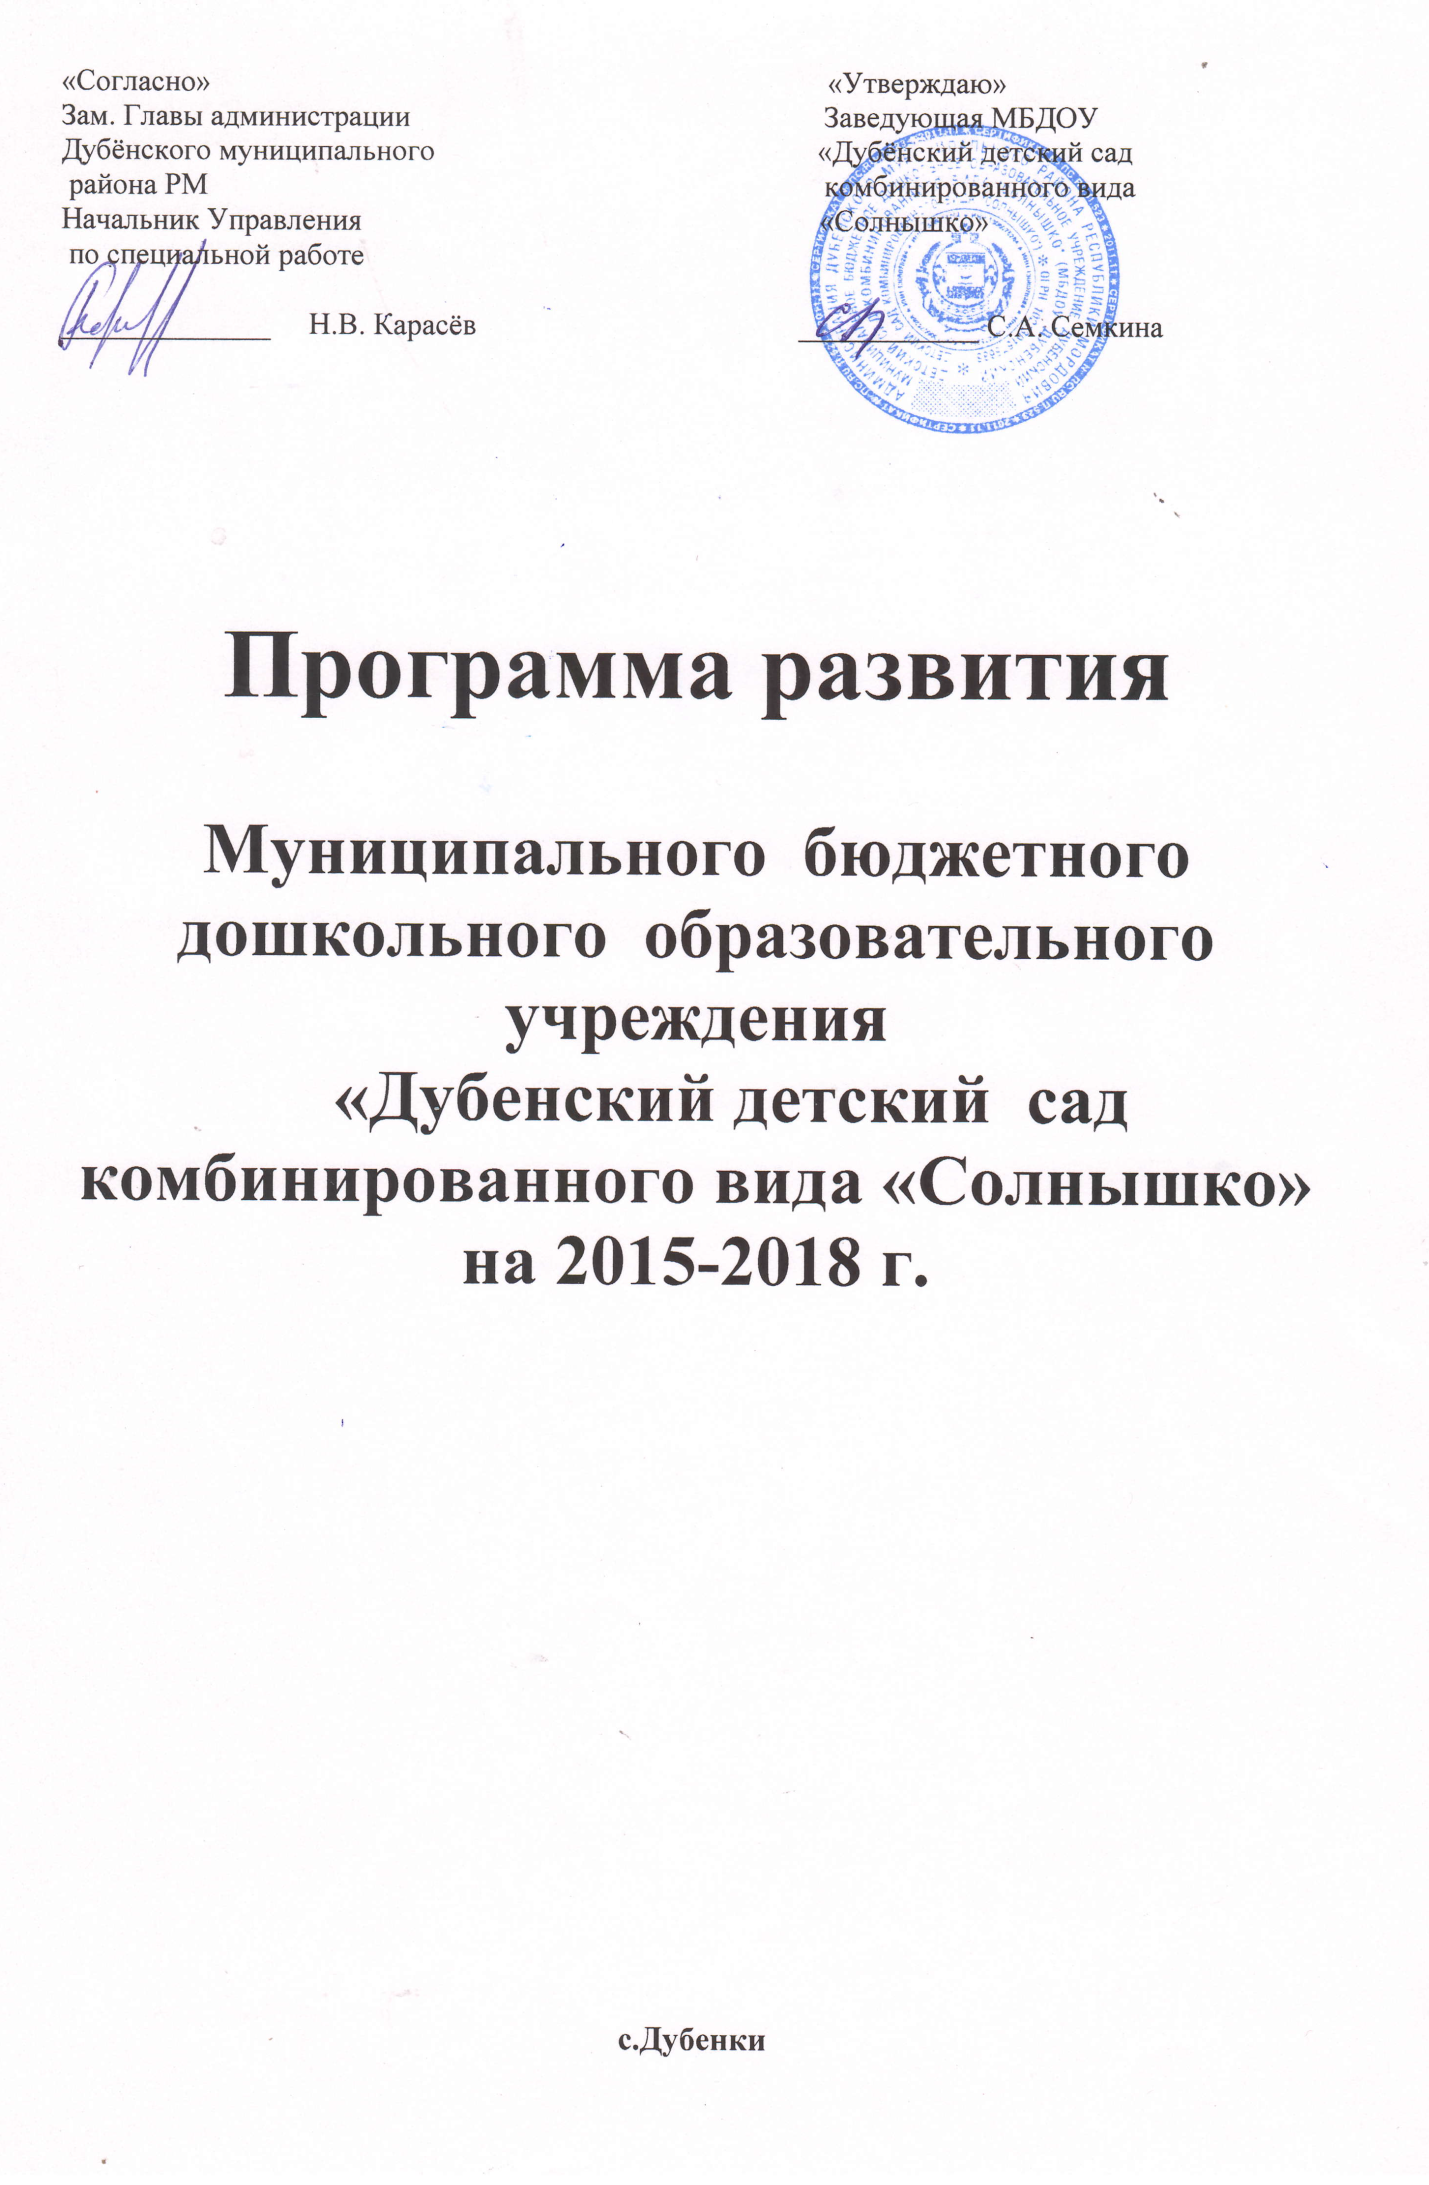 «Согласно»
Зам. Главы администрации
Дубёнского муниципального
района РМ
Начальник Управления
по специальной работе
Н.В. Карасёв
«Утверждаю»
Заведующая МБДОУ
«Дубёнский детский сад
комбинированного вида
«Солнышко»
С.А. Семкина
Программа развития
Муниципального бюджетного
дошкольного образовательного
учреждения
«Дубенский детский сад
комбинированного вида «Солнышко»
на 2015-2018 г.
с.Дубенки